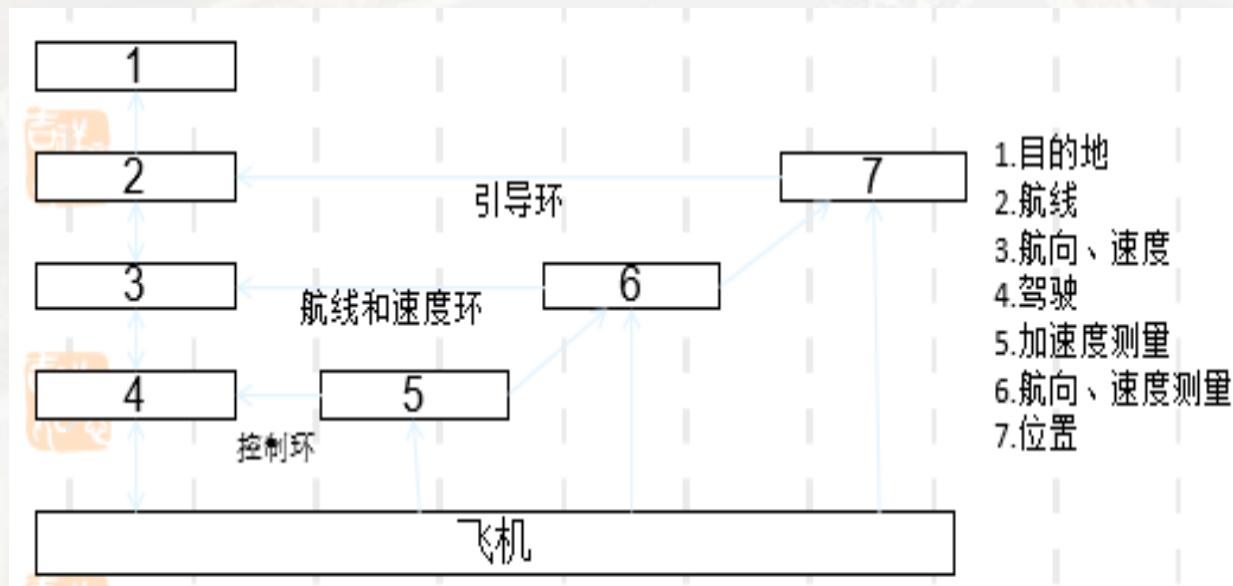 1
2
7
引导环
3
6
航线和速度环
4
5
控制环
飞机
1.目的地
2.航线
3.航向、速度
4.驾驶
5.加速度测量
6.航向、速度测量
7.位置